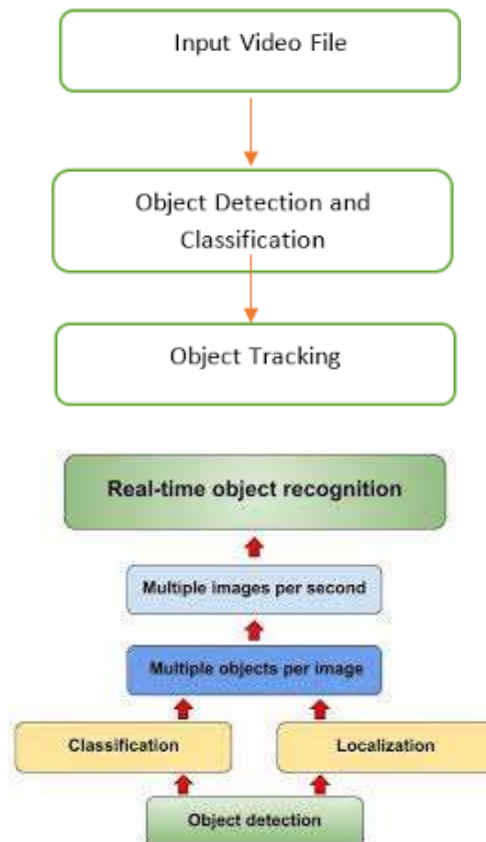 Input Video File
Object Detection and
Classification
Object Tracking
Real-time object recognition
Multiple images per second
Multiple objects per image
Classification
Localization
Object detection